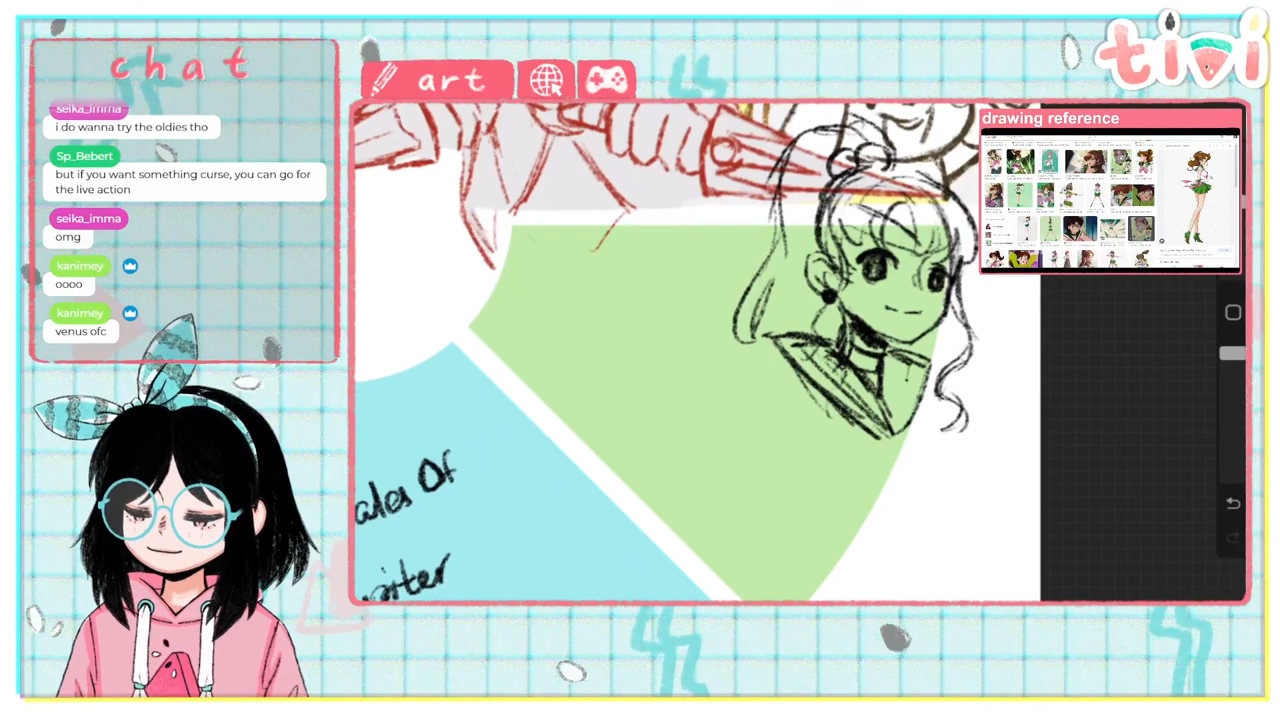 chat
seika_imma
i do wanna try the oldies tho
Sp_Bebert
but if you want something curse, you can go for
the live action
seika_imma
omg
kanimey
oooo
kanimey
venus ofc
art
tivi
drawing reference
ales Of